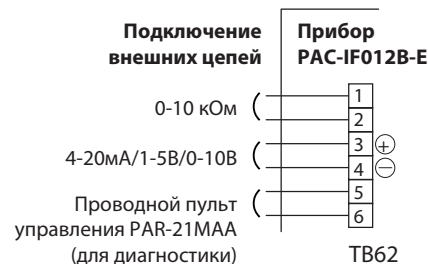 Подключение
внешних цепей
Прибор
PAC-IF012B-E
0-10 кОм
1
2
4-20мА/1-5В/0-10В
3 +
4 −
Проводной пульт
управления PAR-21MAA
(для диагностики)
5
6
TB62